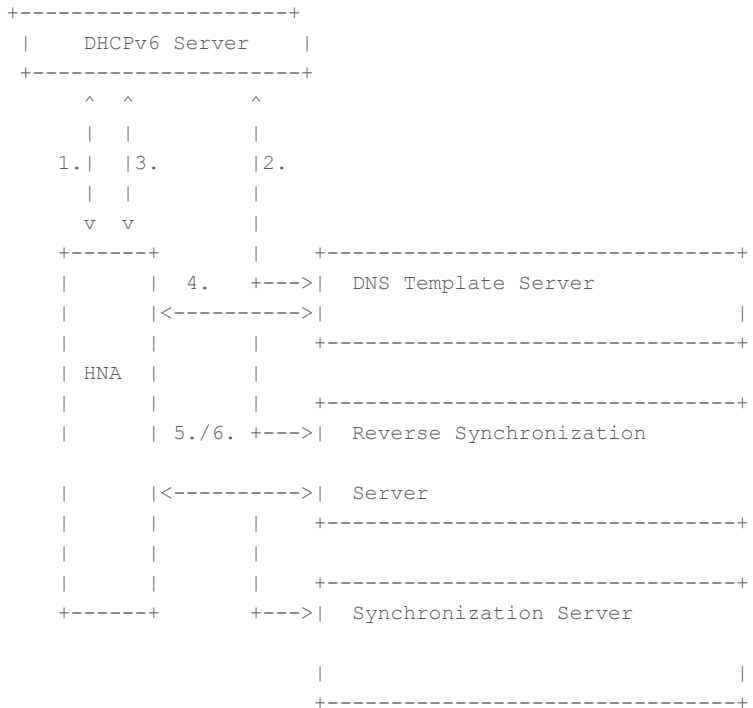 +---------------------+
|    DHCPv6 Server    |
+---------------------+
^  ^         ^
|  |         |
1.|  |3.       |2.
|  |         |
v  v         |
+------+       |    +--------------------------------+
|      | 4.   +--->|  DNS Template Server
|      |<---------->|                                |
|      |       |    +--------------------------------+
| HNA  |       |
|      |       |    +--------------------------------+
|      | 5./6. +--->|  Reverse Synchronization
|      |<---------->|  Server
|      |       |    +--------------------------------+
|      |       |
|      |       |    +--------------------------------+
+------+       +--->|  Synchronization Server
|                                |
+--------------------------------+